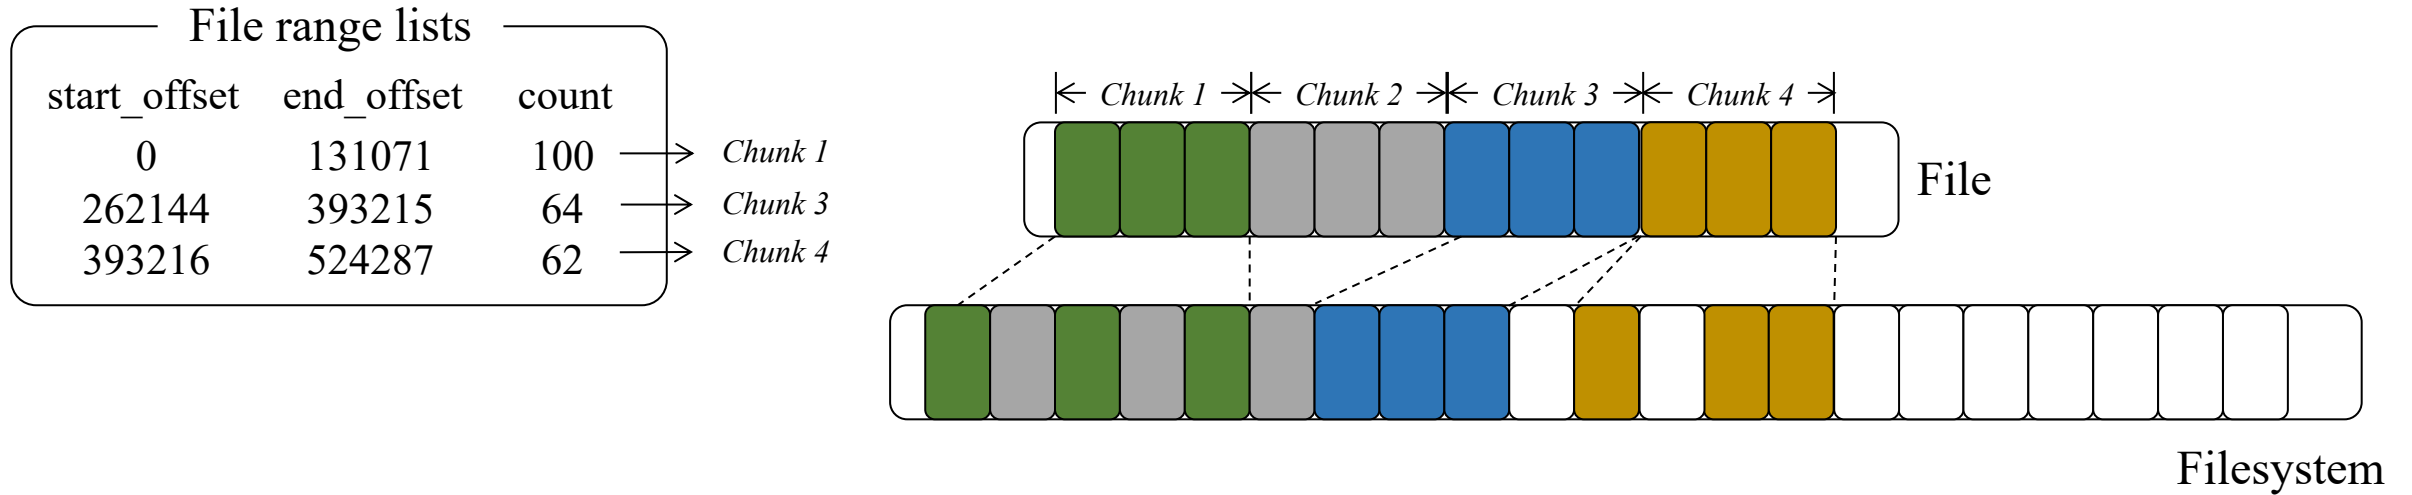 File range lists
start_offset end_offset count
0 131071 100 Chunk 1
262144 393215 64 Chunk 3
393216 524287 62 Chunk 4
Chunk 1 Chunk 2 Chunk 3 Chunk 4
File
Filesystem